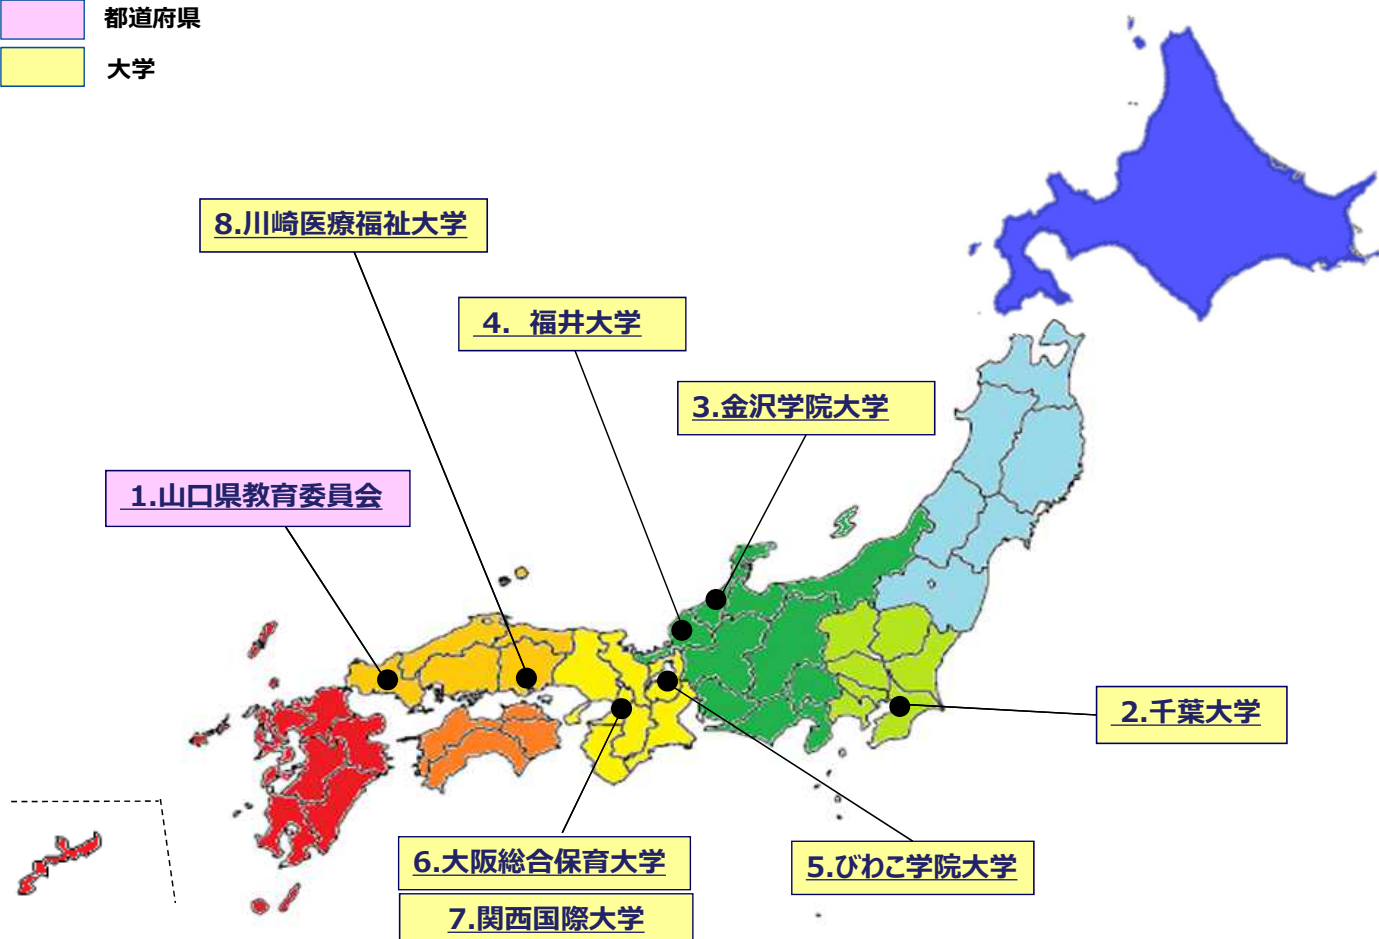 都道府県
大学
8.川崎医療福祉大学
4. 福井大学
3.金沢学院大学
1.山口県教育委員会
2.千葉大学
6.大阪総合保育大学
5.びわこ学院大学
7.関西国際大学